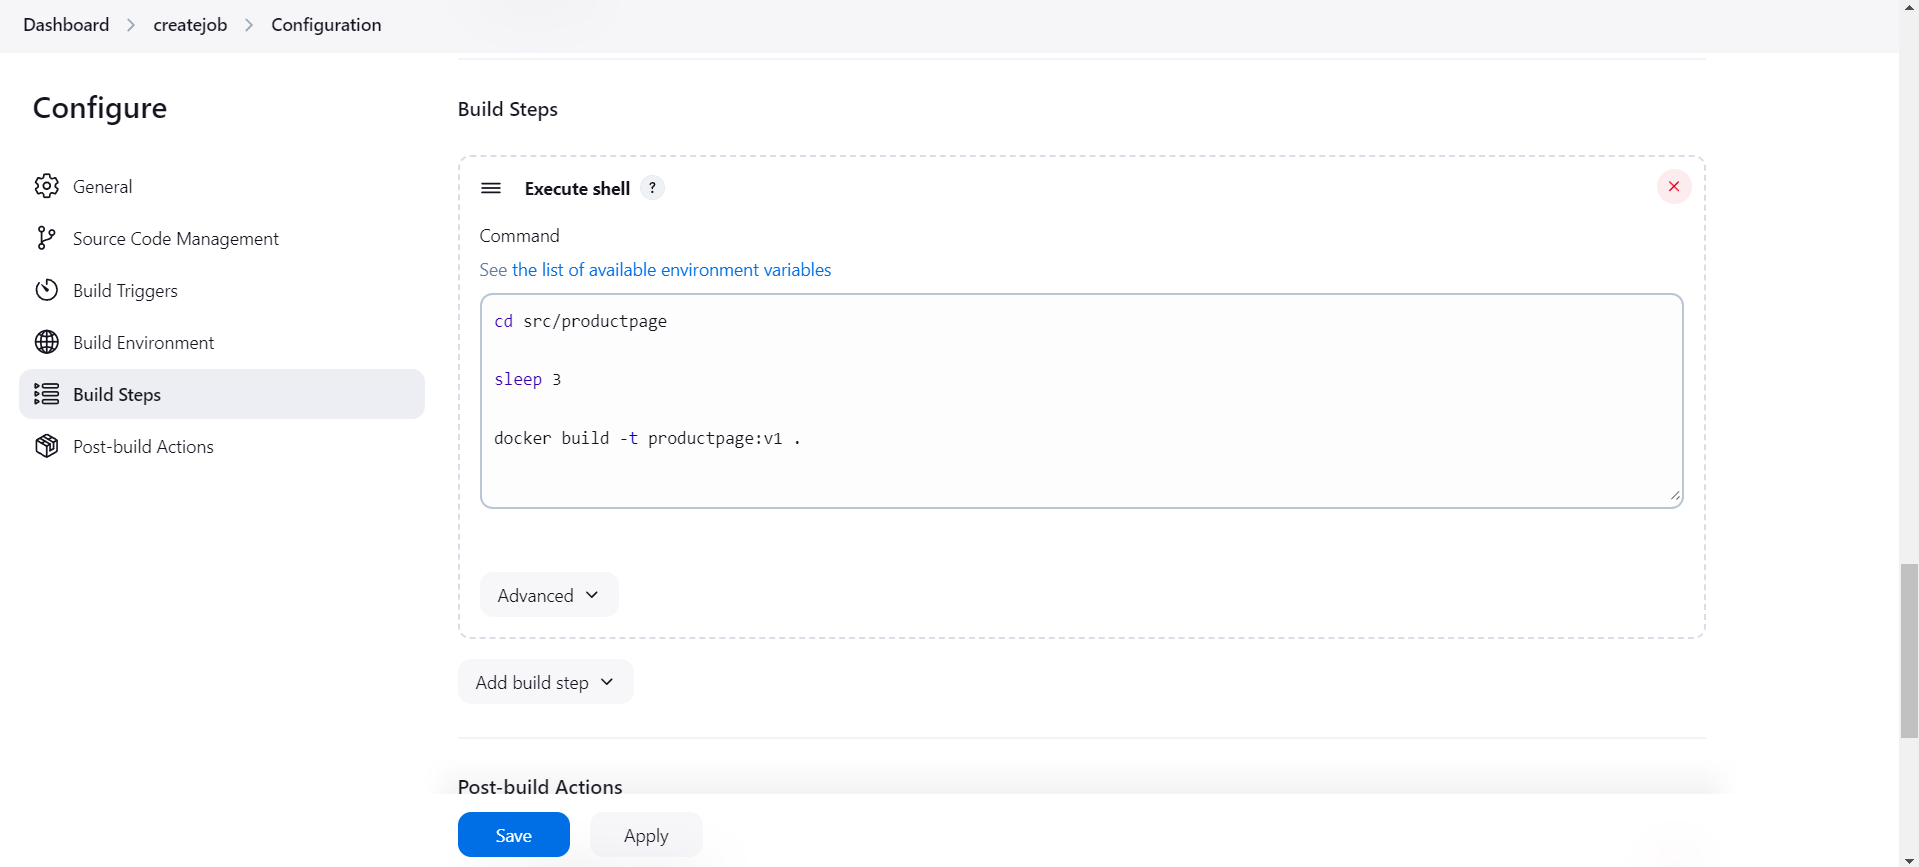 Dashboard > createjob > Configuration
Configure
General
Source Code Management
Build Triggers
Build Environment
Build Steps
Post-build Actions
Build Steps
Execute shell ?
Command
See the list of available environment variables
cd src/productpage
sleep 3
docker build -t productpage:v1 .
Advanced
Add build step
Post-build Actions
Save
Apply